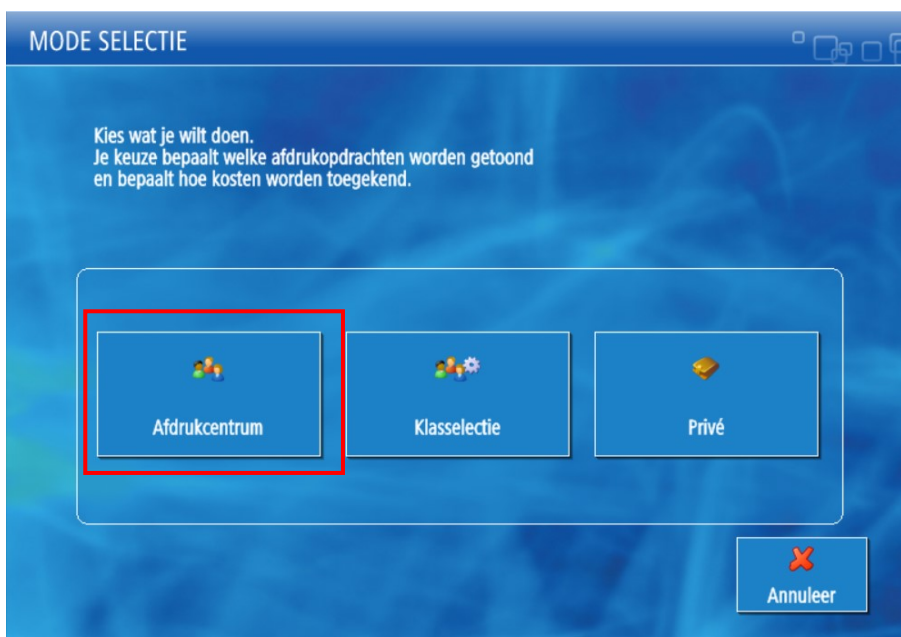 MODE SELECTIE
Kies wat je wilt doen.
Je keuze bepaalt welke afdrukopdrachten worden getoond
en bepaalt hoe kosten worden toegekend.
Afdrukcentrum
Klasselectie
Privé
Annuleer